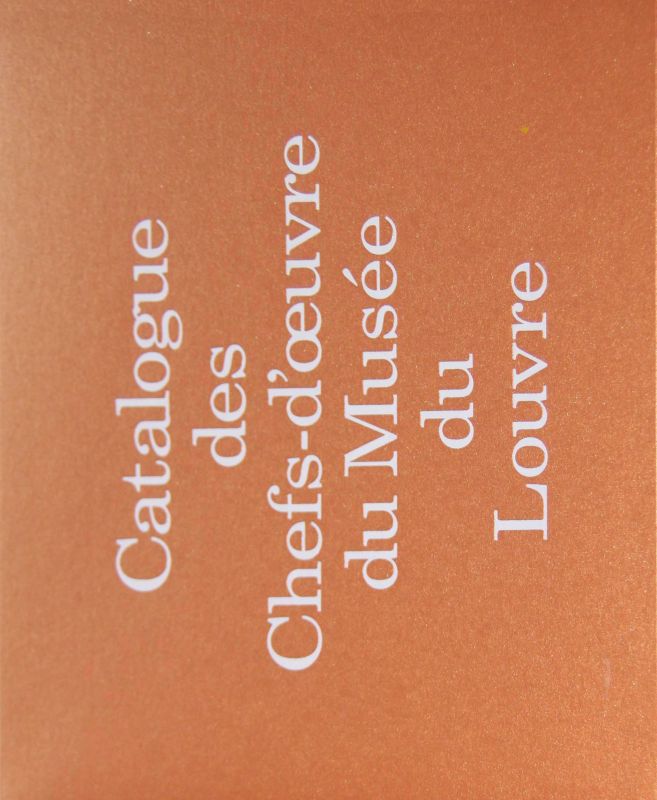 Catalogue
des
Chefs-d'œuvre
du Musée
du
Louvre